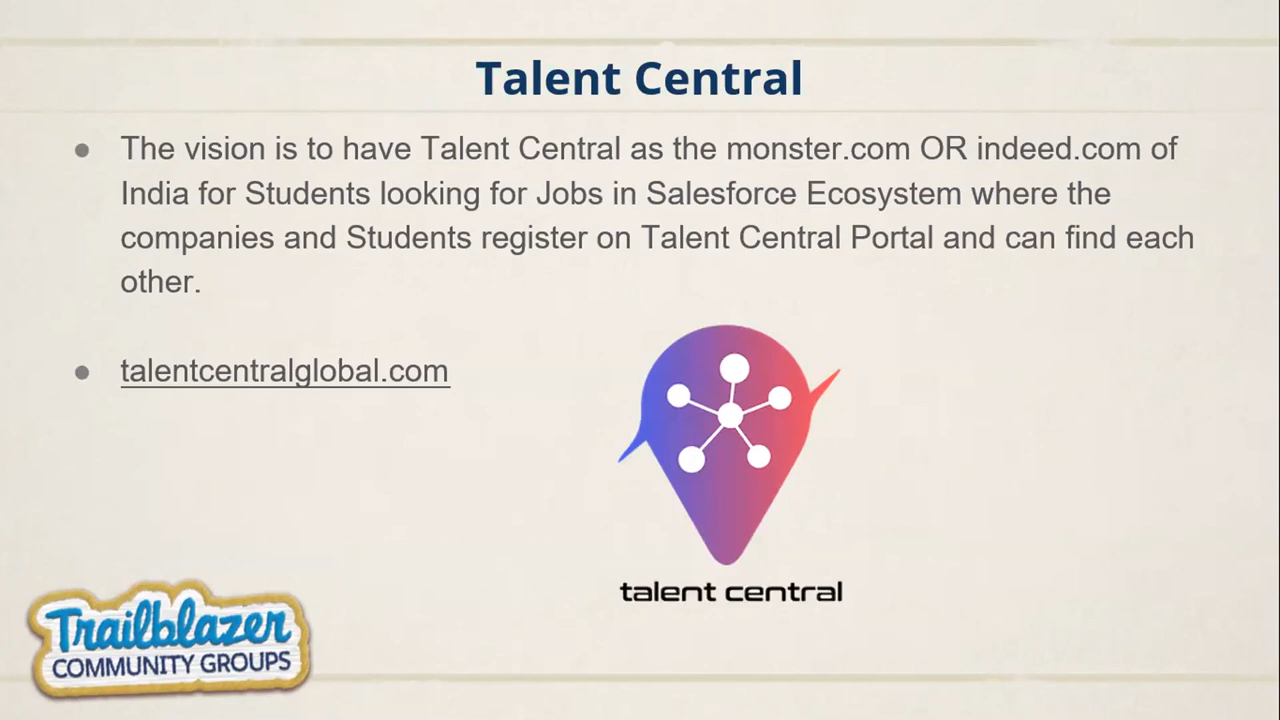 Talent Central
The vision is to have Talent Central as the monster.com OR indeed.com of
India for Students looking for Jobs in Salesforce Ecosystem where the
companies and Students register on Talent Central Portal and can find each
other.
talentcentralglobal.com
talent central
Trailblazer
COMMUNITY GROUPS